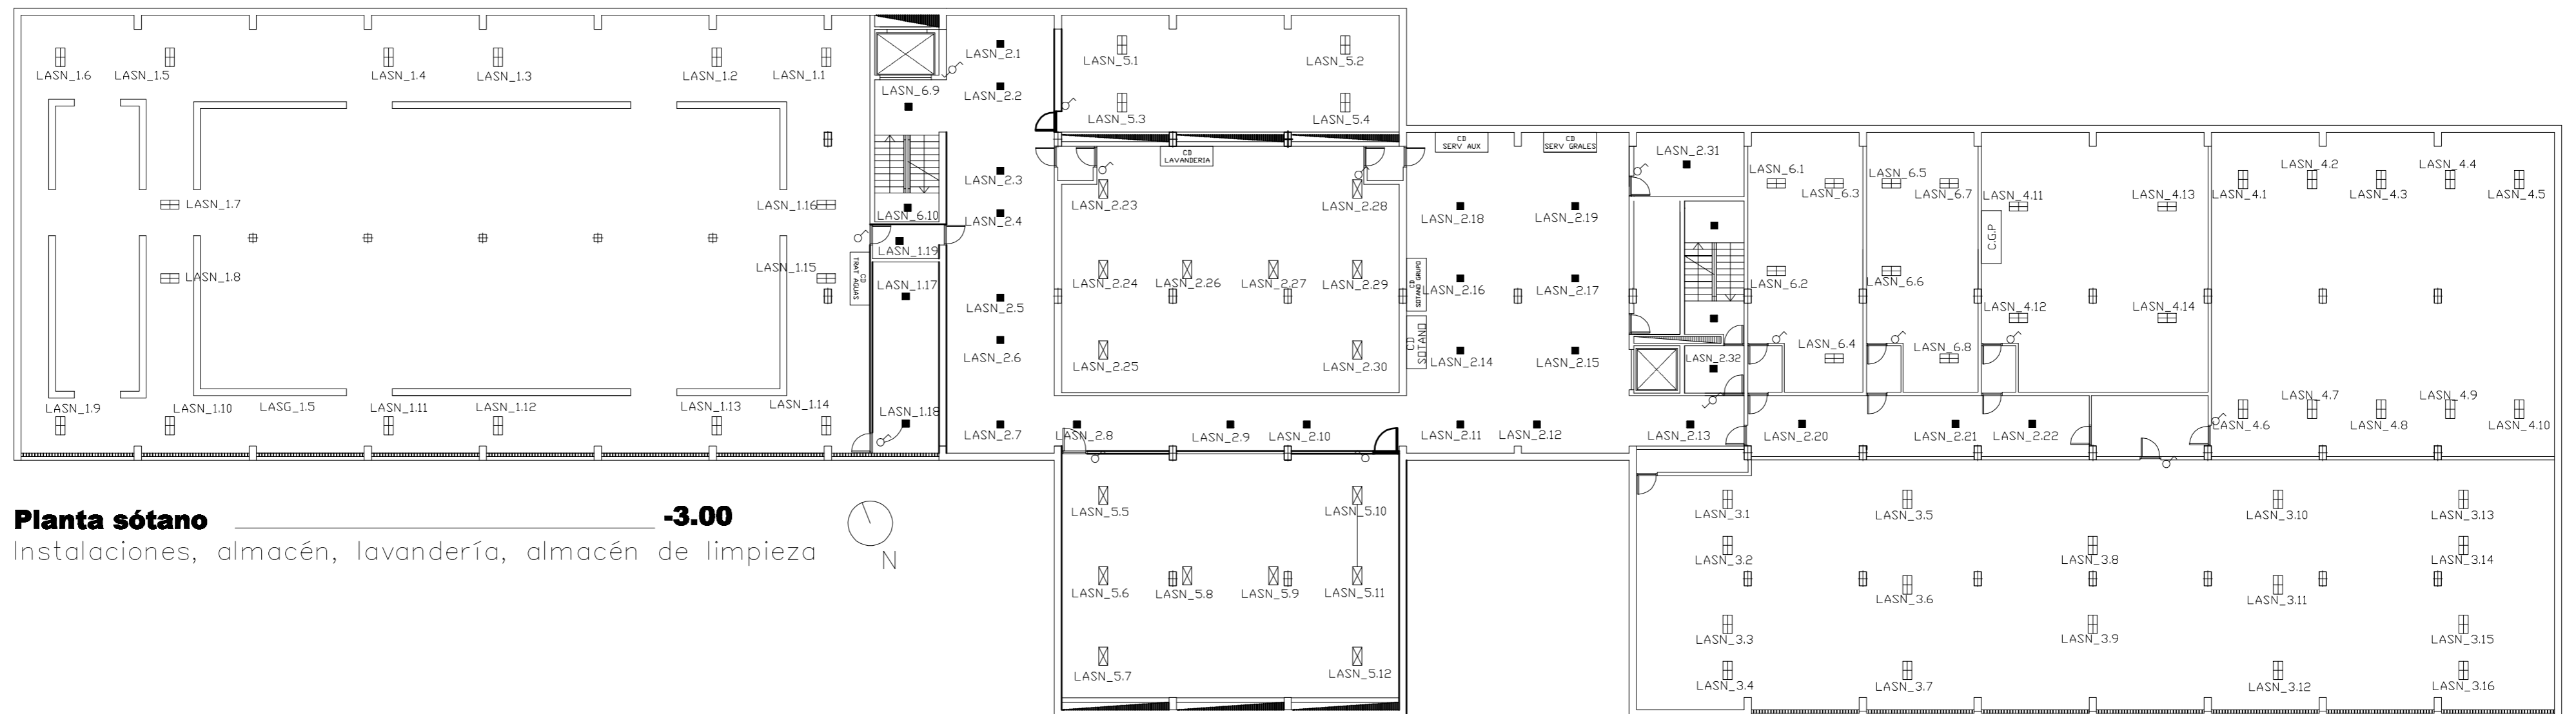 LASN_1.6
LASN_1.5
LASN_1.4
LASN_1.3
LASN_1.2
LASN_1.1
LASN_6.9
LASN_2.1
LASN_2.2
LASN_5.1
LASN_5.2
LASN_5.3
LASN_5.4
CD
LAVANDERIA
CD
SERV AUX
CD
SERV GRALES
LASN_1.7
LASN_1.8
LASN_1.16
LASN_1.15
CD
TRAT AGUAS
LASN_6.10
LASN_1.19
LASN_1.17
LASN_1.18
LASN_2.3
LASN_2.4
LASN_2.5
LASN_2.6
LASN_2.7
LASN_2.23
LASN_2.28
LASN_2.24
LASN_2.26
LASN_2.27
LASN_2.29
LASN_2.25
LASN_2.30
CD
SOTANO GRUPO
CD
SOTANO
LASN_2.18
LASN_2.19
LASN_2.16
LASN_2.17
LASN_2.14
LASN_2.15
LASN_2.31
LASN_2.32
LASN_6.1
LASN_6.3
LASN_6.2
LASN_6.4
LASN_6.5
LASN_6.7
LASN_6.6
LASN_6.8
LASN_4.11
LASN_4.13
C.G.P
LASN_4.12
LASN_4.14
LASN_4.1
LASN_4.2
LASN_4.3
LASN_4.4
LASN_4.5
LASN_4.6
LASN_4.7
LASN_4.8
LASN_4.9
LASN_4.10
LASN_1.9
LASN_1.10
LASG_1.5
LASN_1.11
LASN_1.12
LASN_1.13
LASN_1.14
LASN_2.8
LASN_2.9
LASN_2.10
LASN_2.11
LASN_2.12
LASN_2.13
LASN_2.20
LASN_2.21
LASN_2.22
LASN_5.5
LASN_5.10
LASN_5.6
LASN_5.8
LASN_5.9
LASN_5.11
LASN_5.7
LASN_5.12
LASN_3.1
LASN_3.5
LASN_3.10
LASN_3.13
LASN_3.2
LASN_3.8
LASN_3.14
LASN_3.6
LASN_3.11
LASN_3.3
LASN_3.9
LASN_3.15
LASN_3.4
LASN_3.7
LASN_3.12
LASN_3.16
Planta sótano -3.00
Instalaciones, almacén, lavandería, almacén de limpieza
N